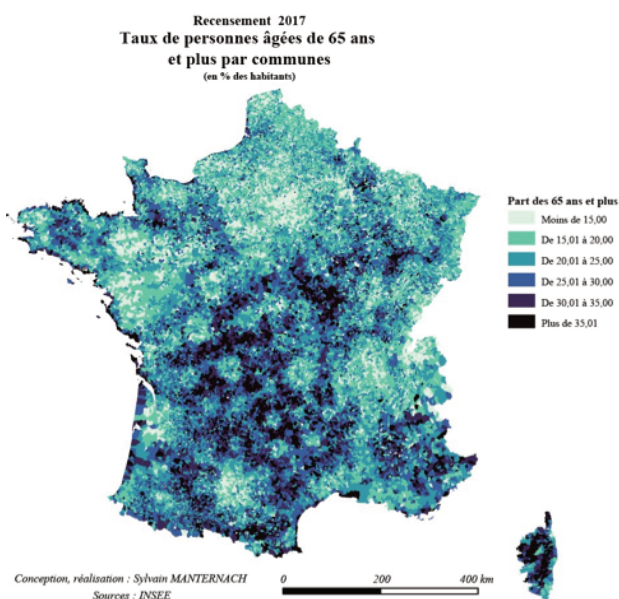 Recensement 2017
Taux de personnes âgées de 65 ans
et plus par communes
(en % des habitants)
Part des 65 ans et plus
Moins de 15,00
De 15,01 à 20,00
De 20,01 à 25,00
De 25,01 à 30,00
De 30,01 à 35,00
Plus de 35,01
Conception, réalisation : Sylvain MANTERNACH
Sources : INSEE
0 200 400 km